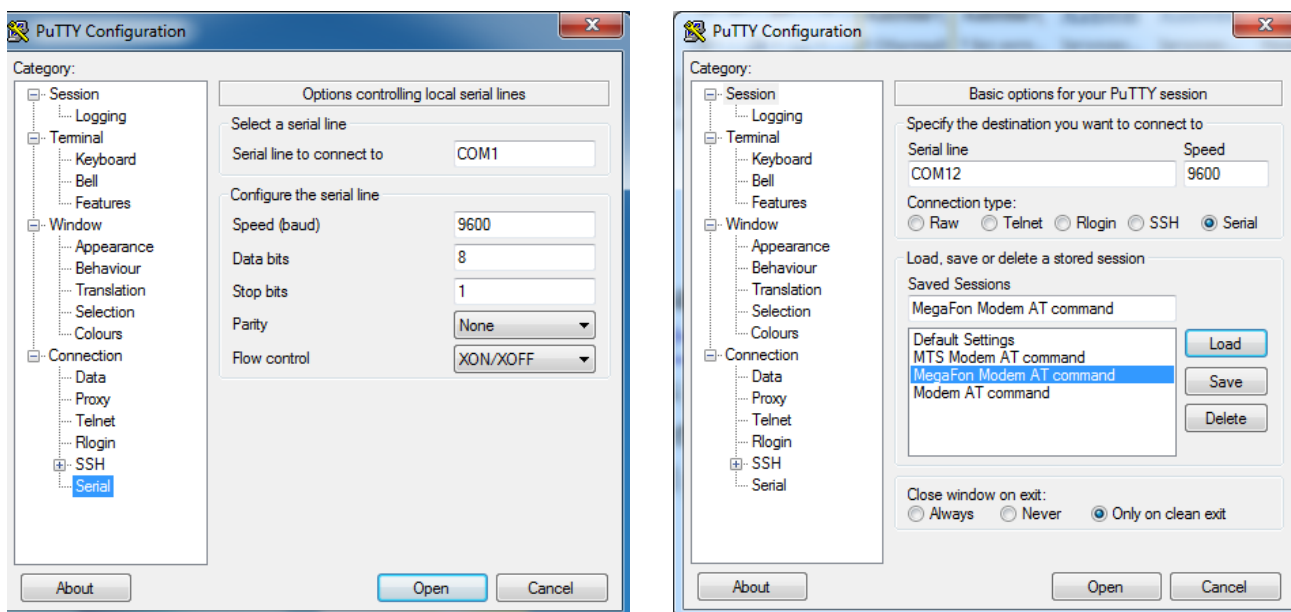 PuTTY Configuration
Category:
Session
Logging
Terminal
Keyboard
Bell
Features
Window
Appearance
Behaviour
Translation
Selection
Colours
Connection
Data
Proxy
Telnet
Rlogin
SSH
Serial
Options controlling local serial lines
Select a serial line
Serial line to connect to COM1
Configure the serial line
Speed (baud) 9600
Data bits 8
Stop bits 1
Parity None
Flow control XON/XOFF
About Open Cancel
PuTTY Configuration
Category:
Session
Logging
Terminal
Keyboard
Bell
Features
Window
Appearance
Behaviour
Translation
Selection
Colours
Connection
Data
Proxy
Telnet
Rlogin
SSH
Serial
Basic options for your PuTTY session
Specify the destination you want to connect to
Serial line Speed
COM12 9600
Connection type:
Raw Telnet Rlogin SSH Serial
Load, save or delete a stored session
Saved Sessions
MegaFon Modem AT command
Default Settings
MTS Modem AT command
MegaFon Modem AT command
Modem AT command
Load
Save
Delete
Close window on exit:
Always Never Only on clean exit
About Open Cancel